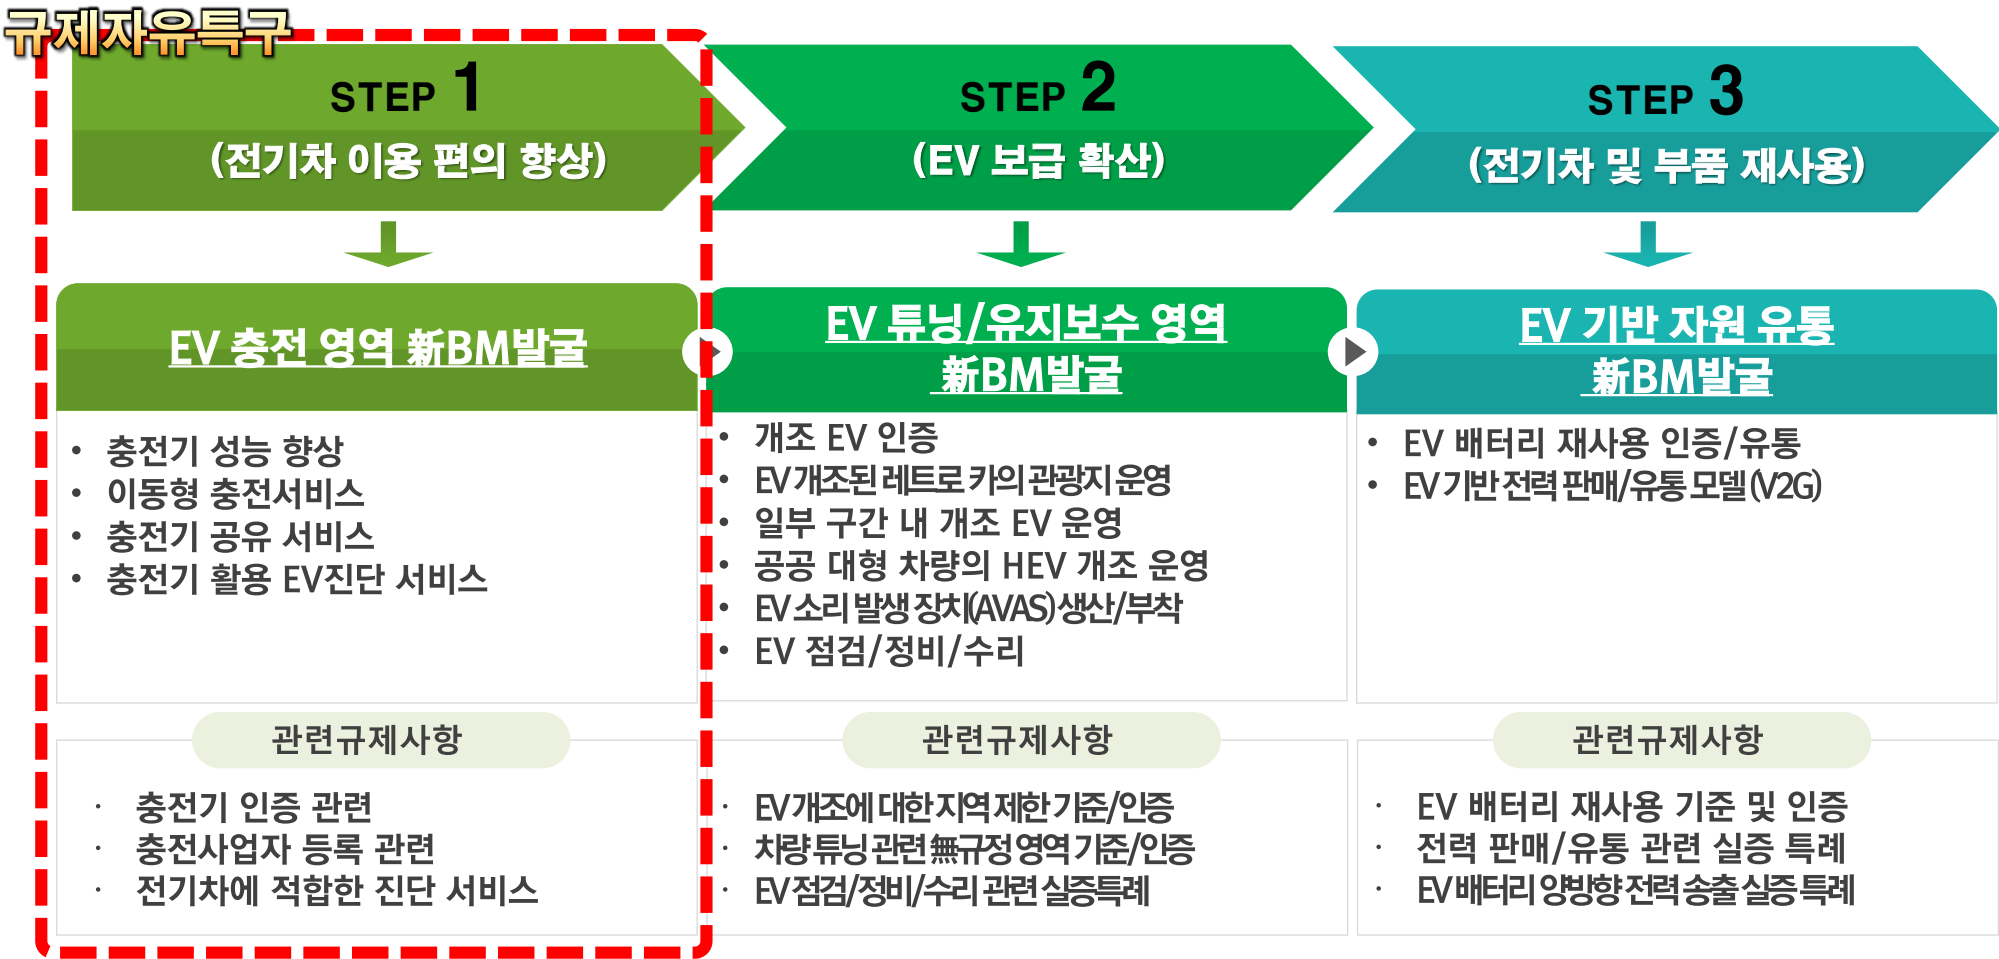 규제자유특구
STEP 1
(전기차 이용 편의 향상)
EV 충전 영역 新BM발굴
• 충전기 성능 향상
• 이동형 충전서비스
• 충전기 공유 서비스
• 충전기 활용 EV진단 서비스
관련규제사항
· 충전기 인증 관련
· 충전사업자 등록 관련
· 전기차에 적합한 진단 서비스
STEP 2
(EV 보급 확산)
EV 튜닝/유지보수 영역
新BM발굴
• 개조 EV 인증
• EV개조된 레트로 카의 관광지 운영
• 일부 구간 내 개조 EV 운영
• 공공 대형 차량의 HEV 개조 운영
• EV소리 발생 장치(AVAS) 생산/부착
• EV 점검/정비/수리
관련규제사항
· EV개조에 대한 지역 제한 기준/인증
· 차량 튜닝 관련 無규정 영역 기준/인증
· EV점검/정비/수리 관련 실증특례
STEP 3
(전기차 및 부품 재사용)
EV 기반 자원 유통
新BM발굴
• EV 배터리 재사용 인증/유통
• EV기반 전력 판매/유통 모델 (V2G)
관련규제사항
· EV 배터리 재사용 기준 및 인증
· 전력 판매/유통 관련 실증 특례
· EV배터리 양방향 전력 송출 실증 특례